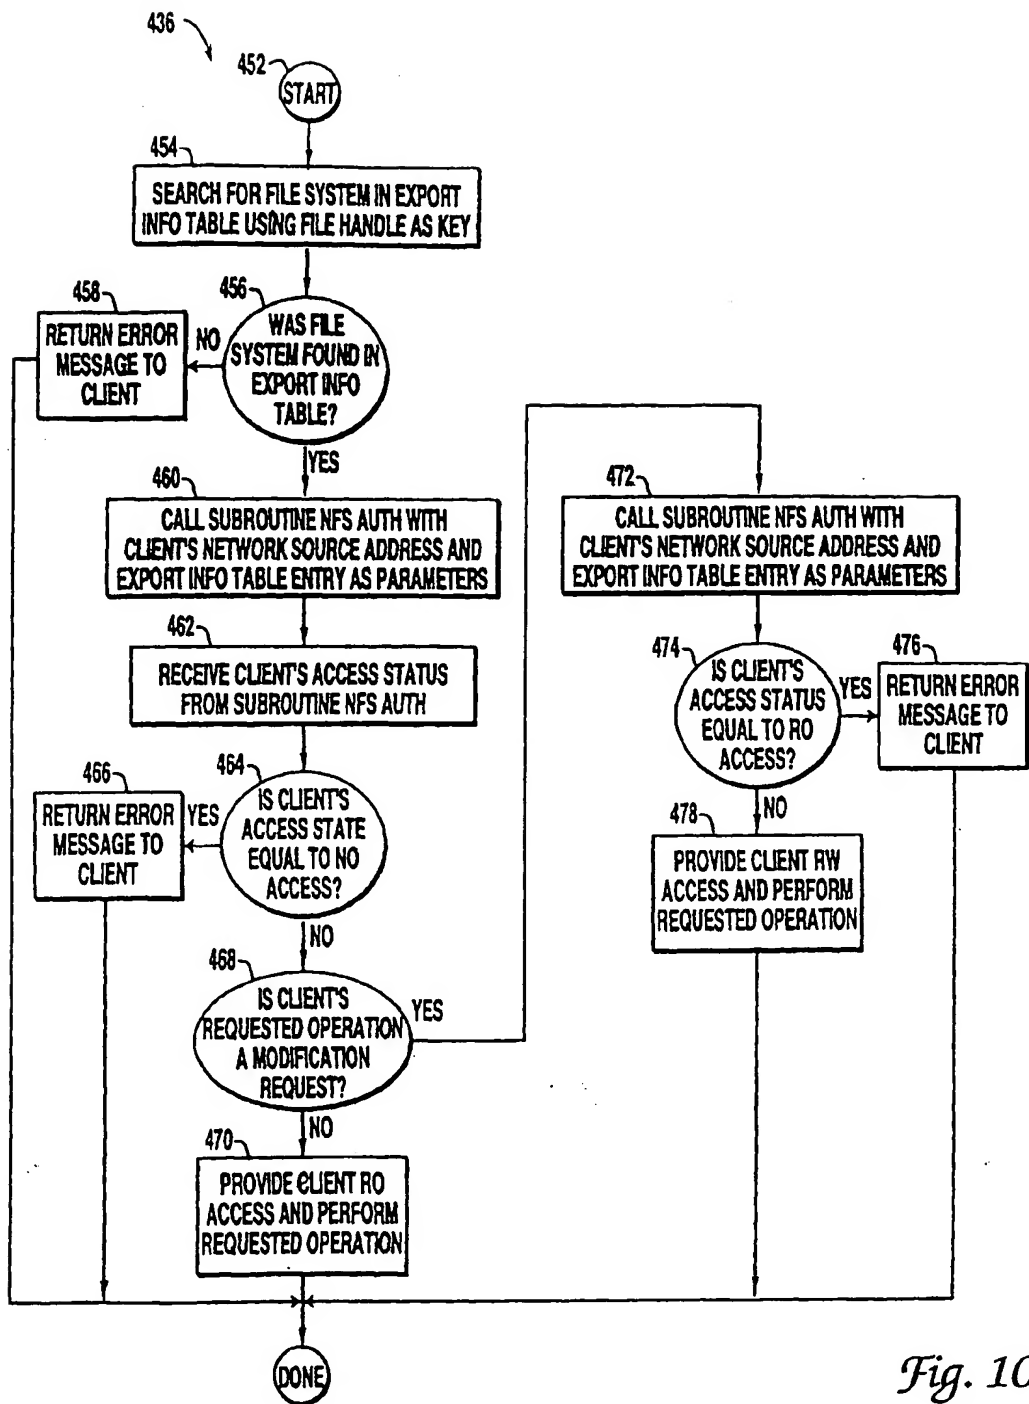 436
452
START
454
SEARCH FOR FILE SYSTEM IN EXPORT
INFO TABLE USING FILE HANDLE AS KEY
458
RETURN ERROR
MESSAGE TO
CLIENT
NO
456
WAS FILE
SYSTEM FOUND IN
EXPORT INFO
TABLE?
YES
460
CALL SUBROUTINE NFS AUTH WITH
CLIENT'S NETWORK SOURCE ADDRESS AND
EXPORT INFO TABLE ENTRY AS PARAMETERS
462
RECEIVE CLIENT'S ACCESS STATUS
FROM SUBROUTINE NFS AUTH
464
IS CLIENT'S
ACCESS STATE
EQUAL TO NO
ACCESS?
YES
466
RETURN ERROR
MESSAGE TO
CLIENT
NO
468
IS CLIENT'S
REQUESTED OPERATION
A MODIFICATION
REQUEST?
YES
NO
470
PROVIDE CLIENT RO
ACCESS AND PERFORM
REQUESTED OPERATION
472
CALL SUBROUTINE NFS AUTH WITH
CLIENT'S NETWORK SOURCE ADDRESS AND
EXPORT INFO TABLE ENTRY AS PARAMETERS
474
IS CLIENT'S
ACCESS STATUS
EQUAL TO RO
ACCESS?
YES
476
RETURN ERROR
MESSAGE TO
CLIENT
NO
478
PROVIDE CLIENT RW
ACCESS AND PERFORM
REQUESTED OPERATION
DONE
Fig. 10